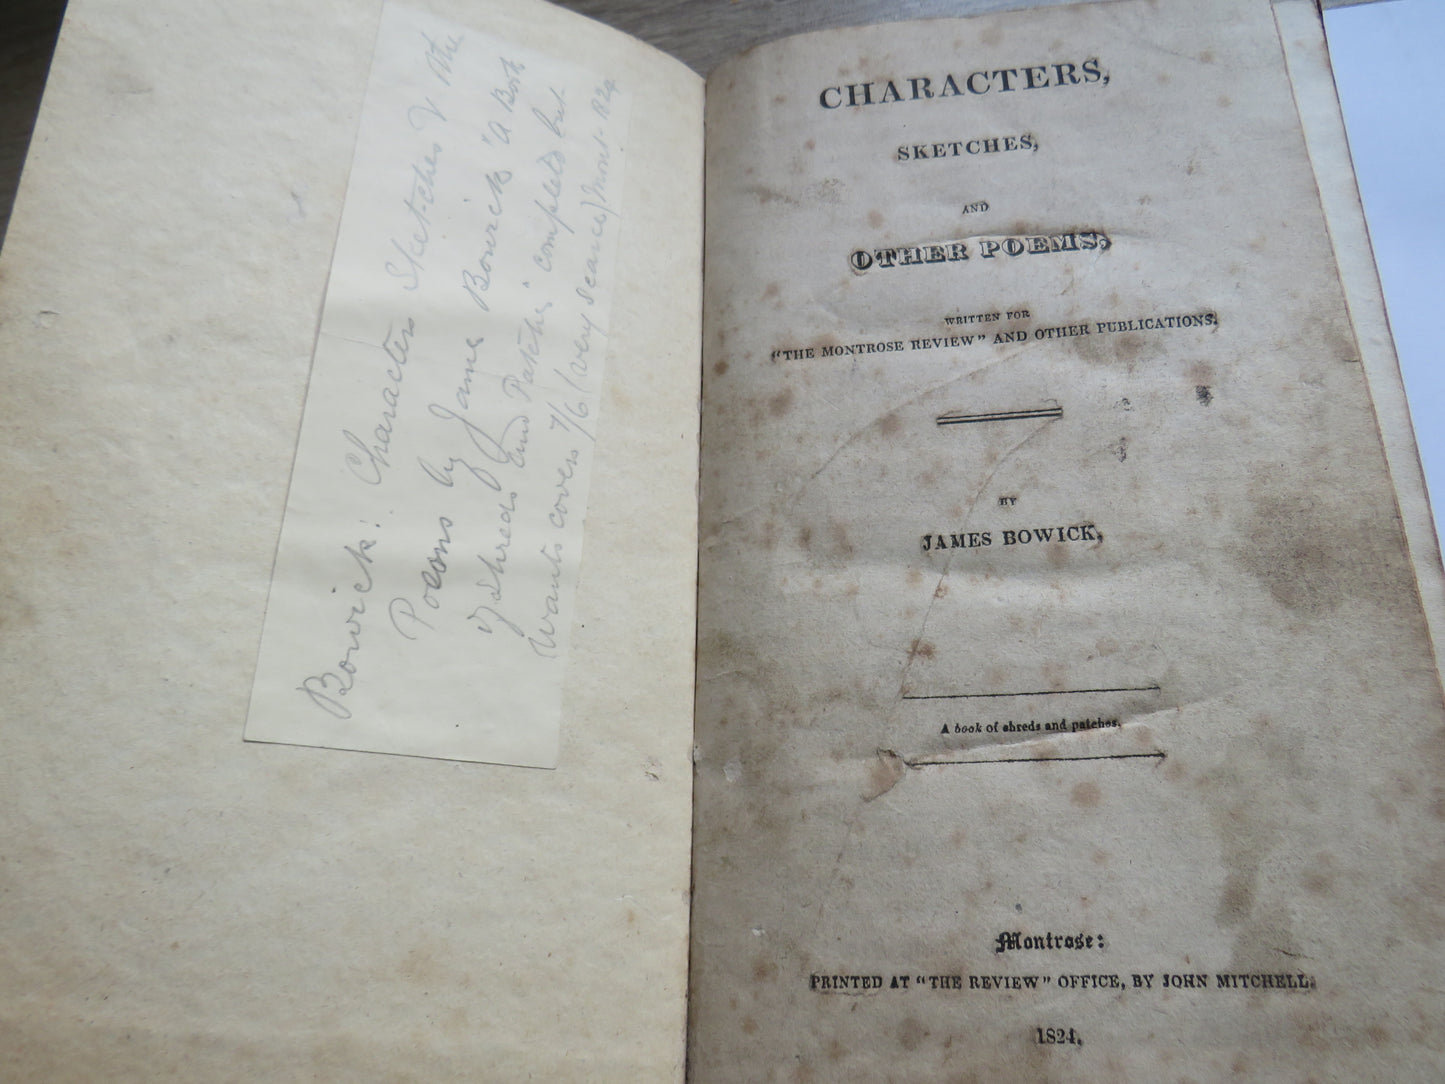 Bowick: Characters Sketches & Othr
Poems by James Bowick "A Book
of Shreds and Patches" complete but
Wants covers 7/6 (very scarce) Mont. 1824
CHARACTERS,
SKETCHES,
AND
OTHER POEMS,
WRITTEN FOR
"THE MONTROSE REVIEW" AND OTHER PUBLICATIONS.
BY
JAMES BOWICK,
A book of shreds and patches.
Montrose:
PRINTED AT "THE REVIEW" OFFICE, BY JOHN MITCHELL.
1824.